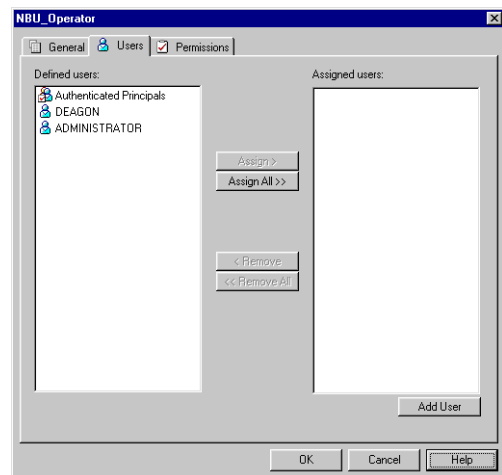 NBU_Operator
General Users Permissions
Defined users: Assigned users:
Authenticated Principals
DEAGON
ADMINISTRATOR
Assign >
Assign All >>
< Remove
<< Remove All
Add User
OK Cancel Help